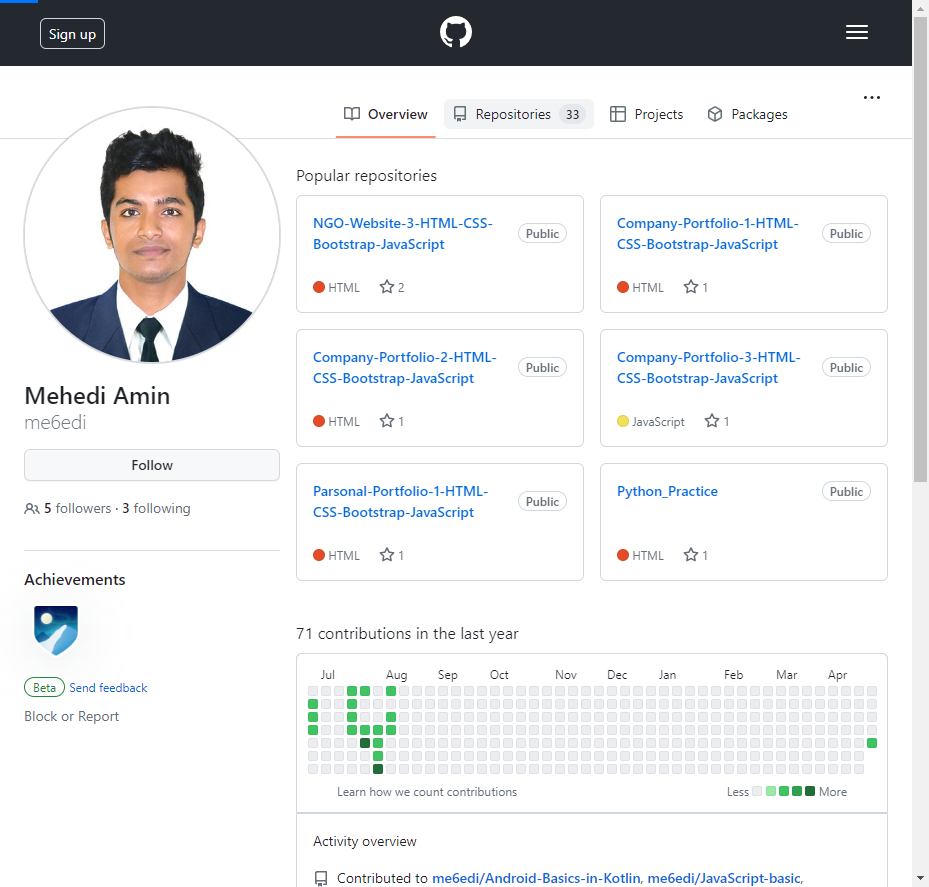 Sign up
Overview
Repositories 33
Projects
Packages
Mehedi Amin
me6edi
Follow
5 followers · 3 following
Achievements
Beta Send feedback
Block or Report
Popular repositories
NGO-Website-3-HTML-CSS-
Bootstrap-JavaScript
Public
HTML 2
Company-Portfolio-1-HTML-
CSS-Bootstrap-JavaScript
Public
HTML 1
Company-Portfolio-2-HTML-
CSS-Bootstrap-JavaScript
Public
HTML 1
Company-Portfolio-3-HTML-
CSS-Bootstrap-JavaScript
Public
JavaScript 1
Parsonal-Portfolio-1-HTML-
CSS-Bootstrap-JavaScript
Public
HTML 1
Python_Practice
Public
HTML 1
71 contributions in the last year
Jul Aug Sep Oct Nov Dec Jan Feb Mar Apr
Learn how we count contributions
Less More
Activity overview
Contributed to me6edi/Android-Basics-in-Kotlin, me6edi/JavaScript-basic,